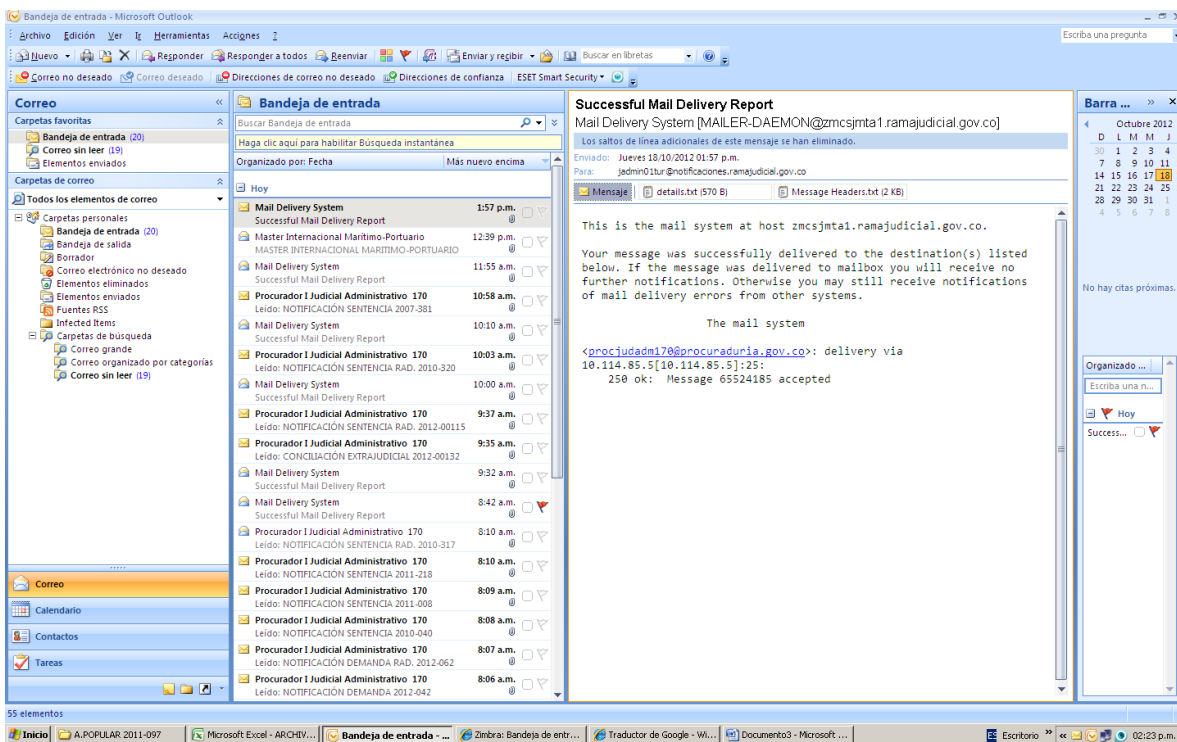 Bandeja de entrada - Microsoft Outlook
Archivo Edición Ver Ir Herramientas Acciones ?
Escriba una pregunta
Nuevo Responder Responder a todos Reenviar Enviar y recibir Buscar en libretas
Correo no deseado Correo deseado Direcciones de correo no deseado Direcciones de confianza ESET Smart Security
Correo
Carpetas favoritas
Bandeja de entrada (20)
Correo sin leer (19)
Elementos enviados
Carpetas de correo
Todos los elementos de correo
Carpetas personales
Bandeja de entrada (20)
Bandeja de salida
Borrador
Correo electrónico no deseado
Elementos eliminados
Elementos enviados
Fuentes RSS
Infected Items
Carpetas de búsqueda
Correo grande
Correo organizado por categorías
Correo sin leer (19)
Correo
Calendario
Contactos
Tareas
Bandeja de entrada
Buscar Bandeja de entrada
Haga clic aquí para habilitar Búsqueda instantánea
Organizado por: Fecha Más nuevo encima
Hoy
Mail Delivery System 1:57 p.m.
Successful Mail Delivery Report
Master Internacional Marítimo-Portuario 12:39 p.m.
MASTER INTERNACIONAL MARITIMO-PORTUARIO
Mail Delivery System 11:55 a.m.
Successful Mail Delivery Report
Procurador I Judicial Administrativo 170 10:58 a.m.
Leído: NOTIFICACIÓN SENTENCIA 2007-381
Mail Delivery System 10:10 a.m.
Successful Mail Delivery Report
Procurador I Judicial Administrativo 170 10:03 a.m.
Leído: NOTIFICACIÓN SENTENCIA RAD. 2010-320
Mail Delivery System 10:00 a.m.
Successful Mail Delivery Report
Procurador I Judicial Administrativo 170 9:37 a.m.
Leído: NOTIFICACIÓN SENTENCIA RAD. 2012-00115
Procurador I Judicial Administrativo 170 9:35 a.m.
Leído: CONCILIACIÓN EXTRAJUDICIAL 2012-00132
Mail Delivery System 9:32 a.m.
Successful Mail Delivery Report
Mail Delivery System 8:42 a.m.
Successful Mail Delivery Report
Procurador I Judicial Administrativo 170 8:10 a.m.
Leído: NOTIFICACIÓN SENTENCIA RAD. 2010-317
Procurador I Judicial Administrativo 170 8:10 a.m.
Leído: NOTIFICACIÓN SENTENCIA 2011-218
Procurador I Judicial Administrativo 170 8:09 a.m.
Leído: NOTIFICACION SENTENCIA 2011-008
Procurador I Judicial Administrativo 170 8:08 a.m.
Leído: NOTIFICACIÓN SENTENCIA 2010-040
Procurador I Judicial Administrativo 170 8:07 a.m.
Leído: NOTIFICACIÓN DEMANDA RAD. 2012-062
Procurador I Judicial Administrativo 170 8:06 a.m.
Leído: NOTIFICACIÓN DEMANDA 2012-042
Successful Mail Delivery Report
Mail Delivery System [MAILER-DAEMON@zmcsjmta1.ramajudicial.gov.co]
Los saltos de línea adicionales de este mensaje se han eliminado.
Enviado: Jueves 18/10/2012 01:57 p.m.
Para: jadmin01tur@notificaciones.ramajudicial.gov.co
Mensaje details.txt (570 B) Message Headers.txt (2 KB)
This is the mail system at host zmcsjmta1.ramajudicial.gov.co.
Your message was successfully delivered to the destination(s) listed
below. If the message was delivered to mailbox you will receive no
further notifications. Otherwise you may still receive notifications
of mail delivery errors from other systems.
The mail system
<procjudadm170@procuraduria.gov.co>: delivery via
10.114.85.5[10.114.85.5]:25:
250 ok: Message 65524185 accepted
Barra ...
Octubre 2012
D L M M J
30 1 2 3 4
7 8 9 10 11
14 15 16 17 18
21 22 23 24 25
28 29 30 31 1
4 5 6 7 8
No hay citas próximas.
Organizado ...
Escriba una n...
Hoy
Success...
55 elementos
Inicio A.POPULAR 2011-097 Microsoft Excel - ARCHIV... Bandeja de entrada - ... Zimbra: Bandeja de entr... Traductor de Google - Wi... Documento3 - Microsoft ... ES Escritorio 02:23 p.m.